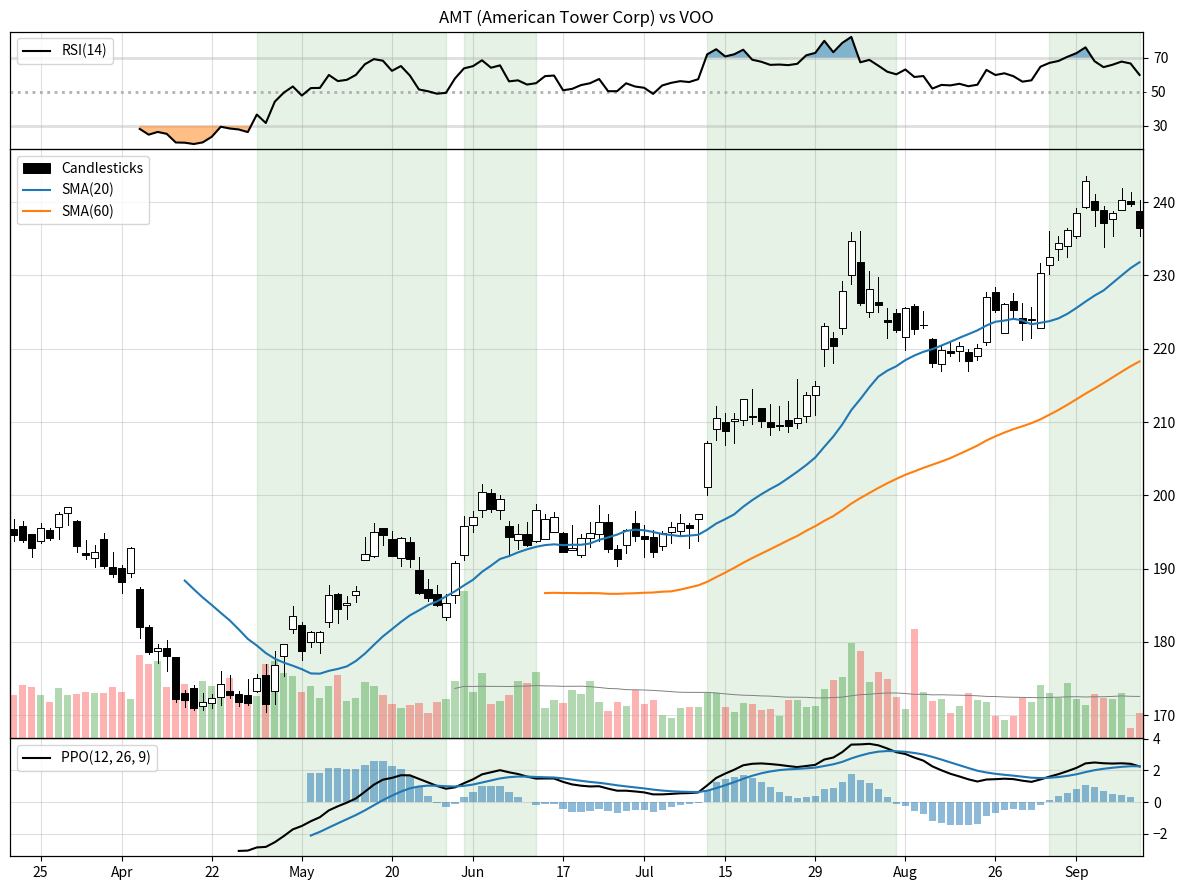 AMT (American Tower Corp) vs VOO
RSI(14)
70
50
30
Candlesticks
SMA(20)
SMA(60)
240
230
220
210
200
190
180
170
PPO(12, 26, 9)
4
2
0
−2
25 Apr 22 May 20 Jun 17 Jul 15 29 Aug 26 Sep